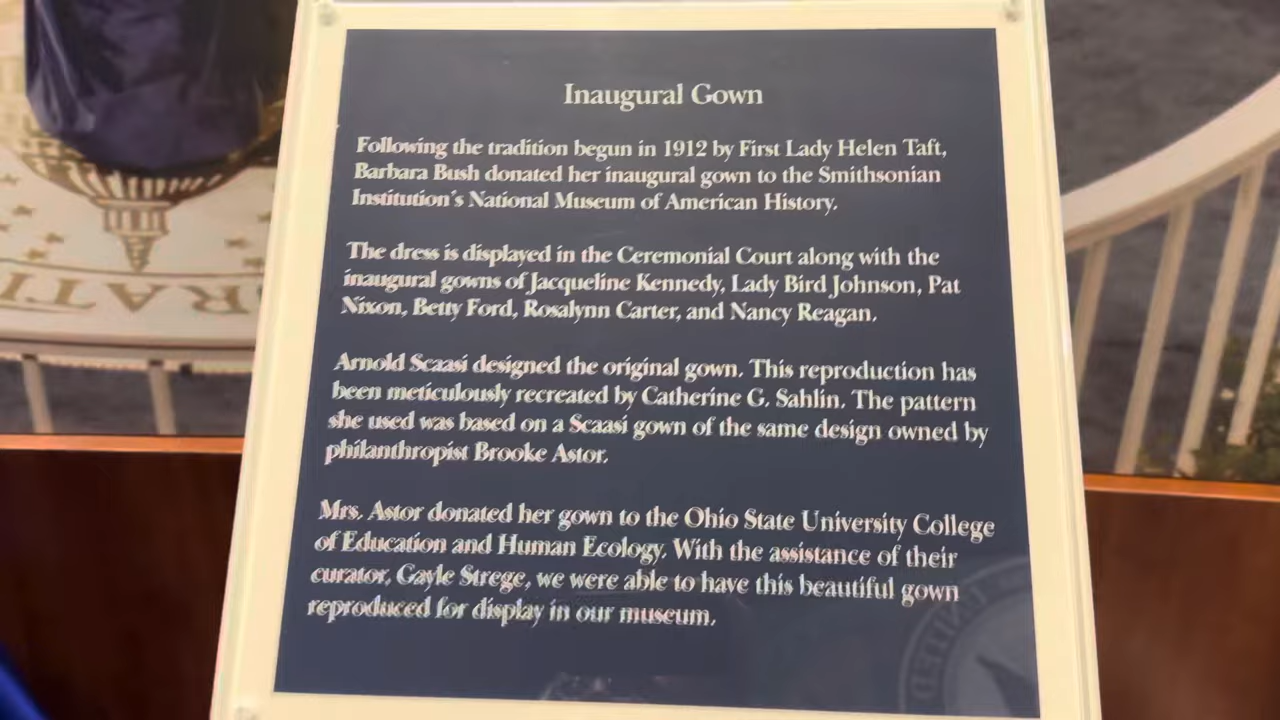 Inaugural Gown
Following the tradition begun in 1912 by First Lady Helen Taft,
Barbara Bush donated her inaugural gown to the Smithsonian
Institution's National Museum of American History.
The dress is displayed in the Ceremonial Court along with the
inaugural gowns of Jacqueline Kennedy, Lady Bird Johnson, Pat
Nixon, Betty Ford, Rosalynn Carter, and Nancy Reagan.
Arnold Scaasi designed the original gown. This reproduction has
been meticulously recreated by Catherine G. Sahlin. The pattern
she used was based on a Scaasi gown of the same design owned by
philanthropist Brooke Astor.
Mrs. Astor donated her gown to the Ohio State University College
of Education and Human Ecology. With the assistance of their
curator, Gayle Strege, we were able to have this beautiful gown
reproduced for display in our museum.